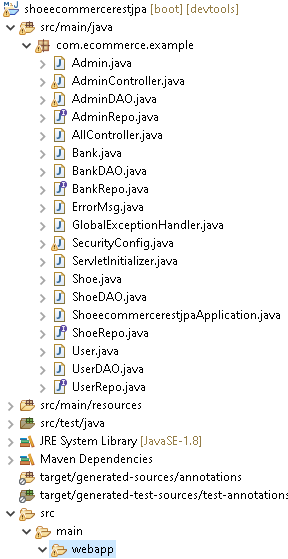 shoeecommercerestjpa [boot] [devtools]
src/main/java
com.ecommerce.example
Admin.java
AdminController.java
AdminDAO.java
AdminRepo.java
AllController.java
Bank.java
BankDAO.java
BankRepo.java
ErrorMsg.java
GlobalExceptionHandler.java
SecurityConfig.java
ServletInitializer.java
Shoe.java
ShoeDAO.java
ShoeecommercerestjpaApplication.java
ShoeRepo.java
User.java
UserDAO.java
UserRepo.java
src/main/resources
src/test/java
JRE System Library [JavaSE-1.8]
Maven Dependencies
target/generated-sources/annotations
target/generated-test-sources/test-annotations
src
main
webapp